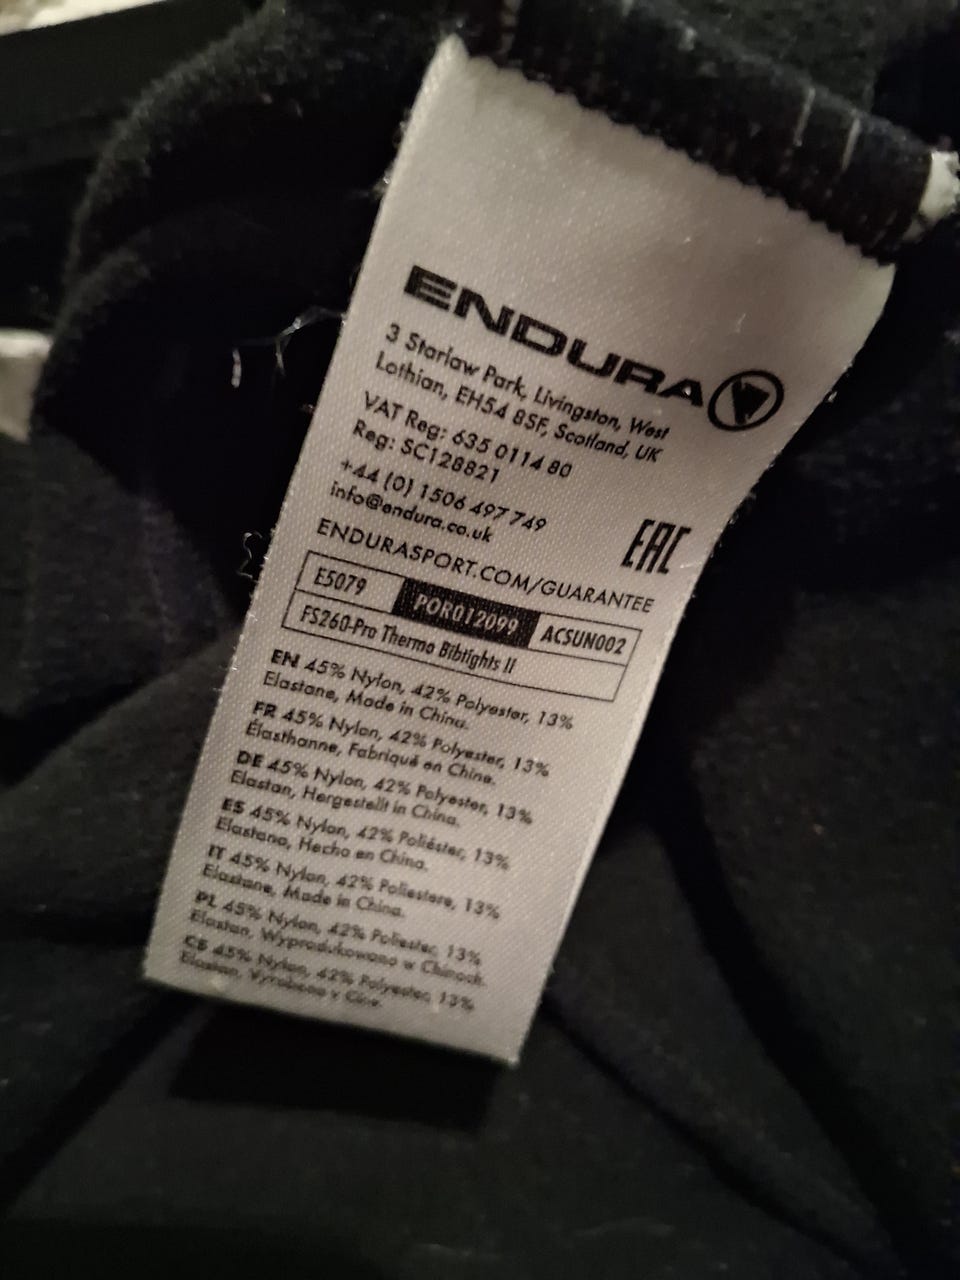 ENDURA
3 Starlaw Park, Livingston, West
Lothian, EH54 8SF, Scotland, UK
VAT Reg: 635 0114 80
Reg: SC128821
+44 (0) 1506 497 749
info@endura.co.uk
EAC
ENDURASPORT.COM/GUARANTEE
E5079 POR012099 ACSUN002
FS260-Pro Thermo Bibtights II
EN 45% Nylon, 42% Polyester, 13%
Elastane, Made in China.
FR 45% Nylon, 42% Polyester, 13%
Élasthanne, Fabriqué en Chine.
DE 45% Nylon, 42% Polyester, 13%
Elastan, Hergestellt in China.
ES 45% Nylon, 42% Poliéster, 13%
Elastano, Hecho en China.
IT 45% Nylon, 42% Poliestere, 13%
Elastane, Made in China.
PL 45% Nylon, 42% Poliester, 13%
Elastan, Wyprodukowano w Chinach.
CS 45% Nylon, 42% Polyester, 13%
Elastan, Vyrobeno v Číne.